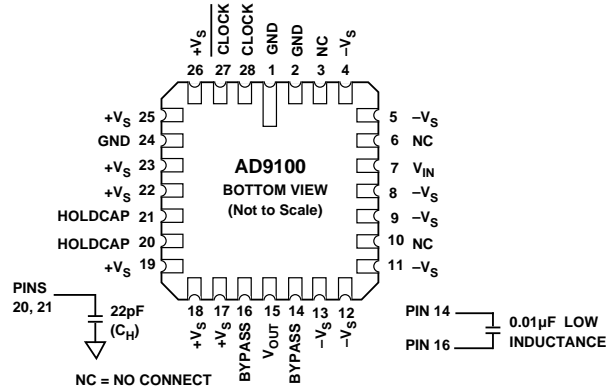 +VS
CLOCK
CLOCK
GND
GND
NC
–VS
26 27 28 1 2 3 4
+VS 25
GND 24
+VS 23
+VS 22
HOLDCAP 21
HOLDCAP 20
+VS 19
AD9100
BOTTOM VIEW
(Not to Scale)
5 –VS
6 NC
7 VIN
8 –VS
9 –VS
10 NC
11 –VS
18 17 16 15 14 13 12
+VS
+VS
BYPASS
VOUT
BYPASS
–VS
–VS
PINS
20, 21
22pF
(CH)
PIN 14
PIN 16
0.01µF LOW
INDUCTANCE
NC = NO CONNECT